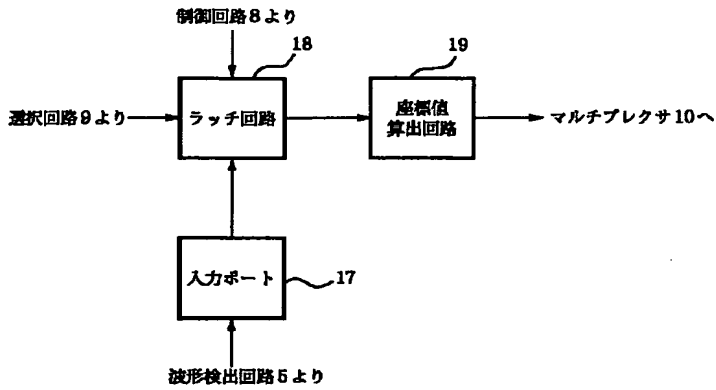 制御回路8より
18
19
選択回路9より
ラッチ回路
座標値
算出回路
マルチプレクサ10へ
入力ポート
17
波形検出回路5より